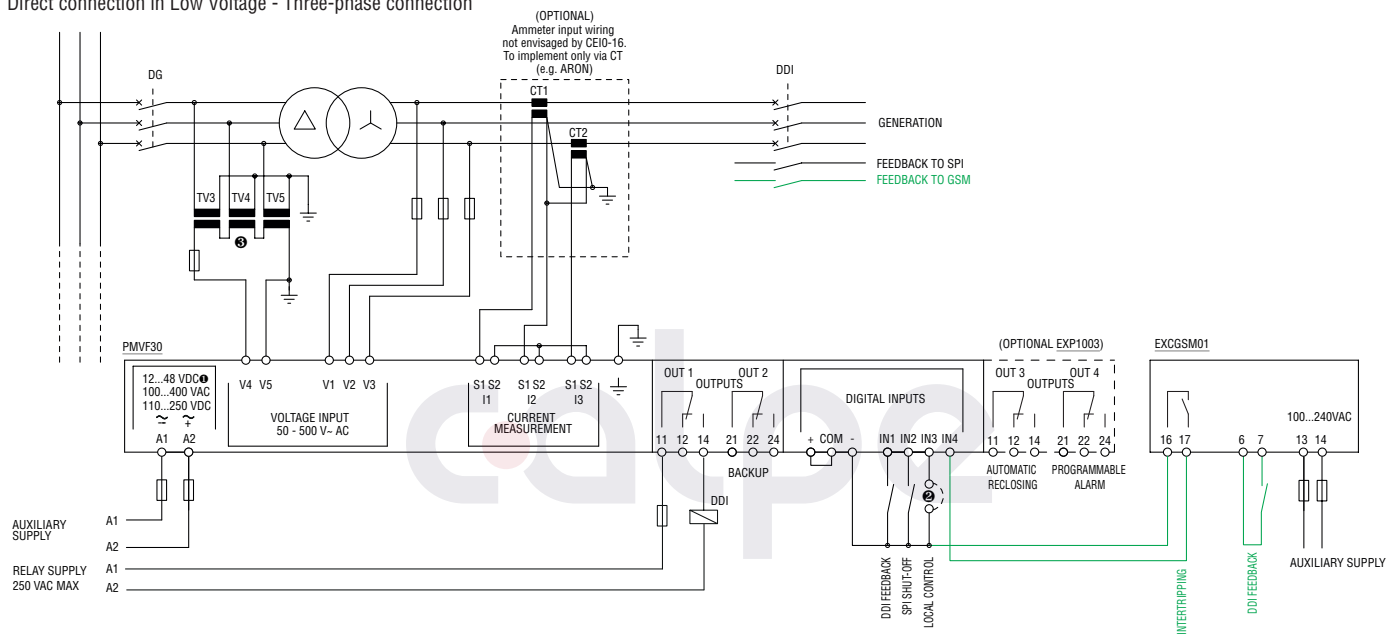 Direct connection in Low Voltage - Three-phase connection
(OPTIONAL)
Ammeter input wiring
not envisaged by CEI0-16.
To implement only via CT
(e.g. ARON)
DG
DDI
CT1
CT2
GENERATION
FEEDBACK TO SPI
FEEDBACK TO GSM
TV3 TV4 TV5
❸
PMVF30
(OPTIONAL EXP1003)
EXCGSM01
12...48 VDC❶
100...400 VAC
110...250 VDC
~ ~
- +
A1 A2
V4 V5 V1 V2 V3
VOLTAGE INPUT
50 - 500 V~ AC
S1 S2 S1 S2 S1 S2
I1 I2 I3
CURRENT
MEASUREMENT
OUT 1 OUT 2
OUTPUTS
11 12 14 21 22 24
BACKUP
DIGITAL INPUTS
+ COM - IN1 IN2 IN3 IN4
OUT 3 OUT 4
OUTPUTS
11 12 14 21 22 24
AUTOMATIC
RECLOSING
PROGRAMMABLE
ALARM
100...240VAC
16 17 6 7 13 14
calpe
DDI
❷
AUXILIARY
SUPPLY
A1
A2
RELAY SUPPLY
250 VAC MAX
A1
A2
DDI FEEDBACK
SPI SHUT-OFF
LOCAL CONTROL
INTERTRIPPING
DDI FEEDBACK
AUXILIARY SUPPLY